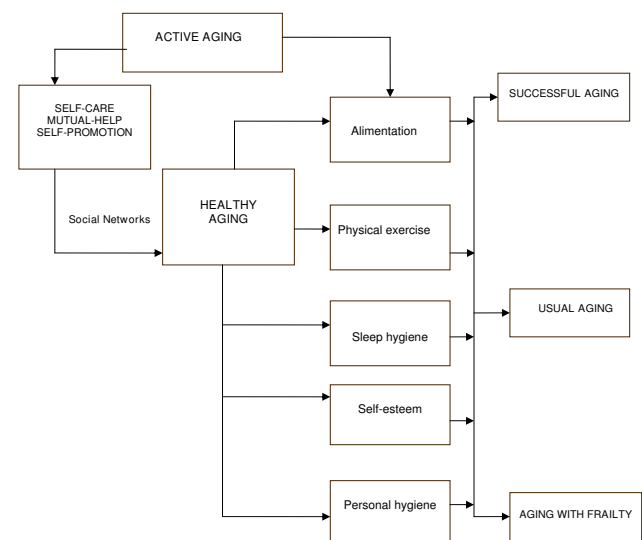 ACTIVE AGING
SELF-CARE
MUTUAL-HELP
SELF-PROMOTION
SUCCESSFUL AGING
Alimentation
HEALTHY
AGING
Social Networks
Physical exercise
USUAL AGING
Sleep hygiene
Self-esteem
Personal hygiene
AGING WITH FRAILTY